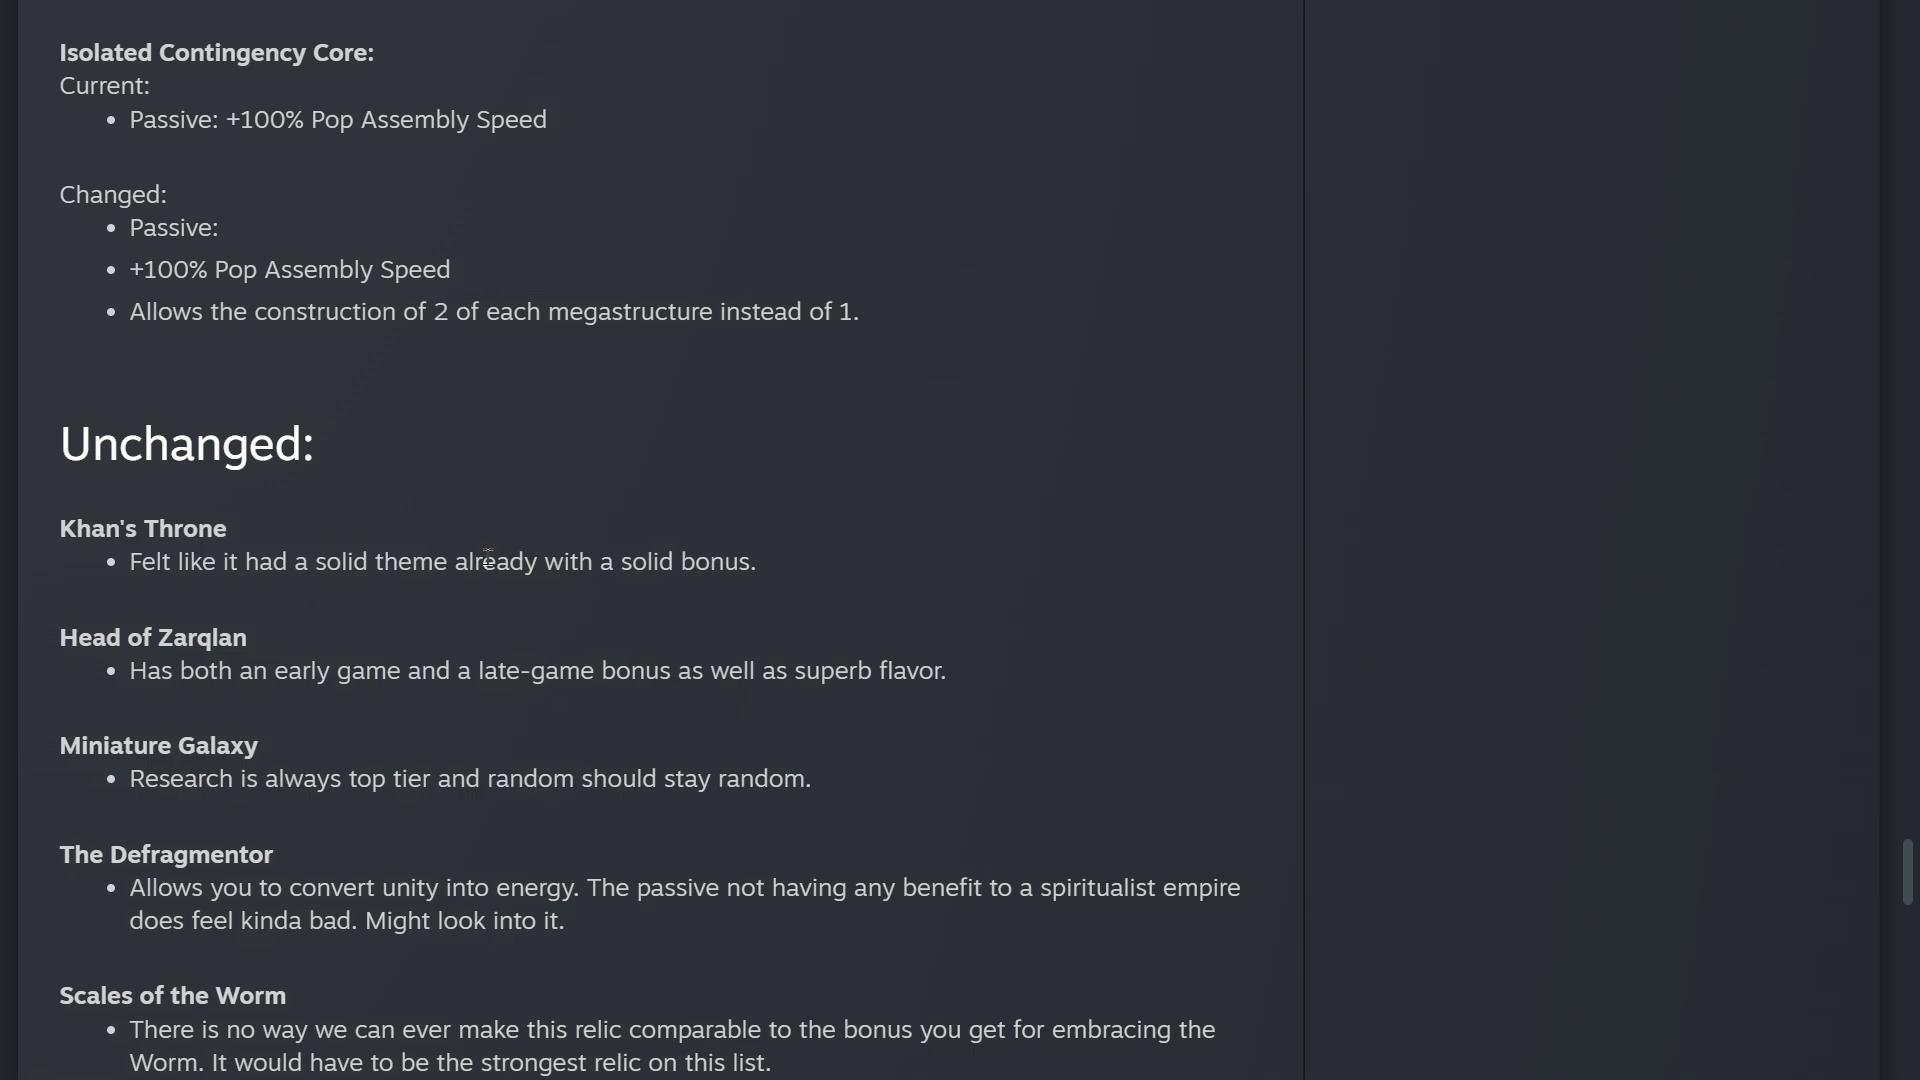 Isolated Contingency Core:
Current:
• Passive: +100% Pop Assembly Speed
Changed:
• Passive:
• +100% Pop Assembly Speed
• Allows the construction of 2 of each megastructure instead of 1.
Unchanged:
Khan's Throne
• Felt like it had a solid theme already with a solid bonus.
Head of Zarqlan
• Has both an early game and a late-game bonus as well as superb flavor.
Miniature Galaxy
• Research is always top tier and random should stay random.
The Defragmentor
• Allows you to convert unity into energy. The passive not having any benefit to a spiritualist empire
does feel kinda bad. Might look into it.
Scales of the Worm
• There is no way we can ever make this relic comparable to the bonus you get for embracing the
Worm. It would have to be the strongest relic on this list.